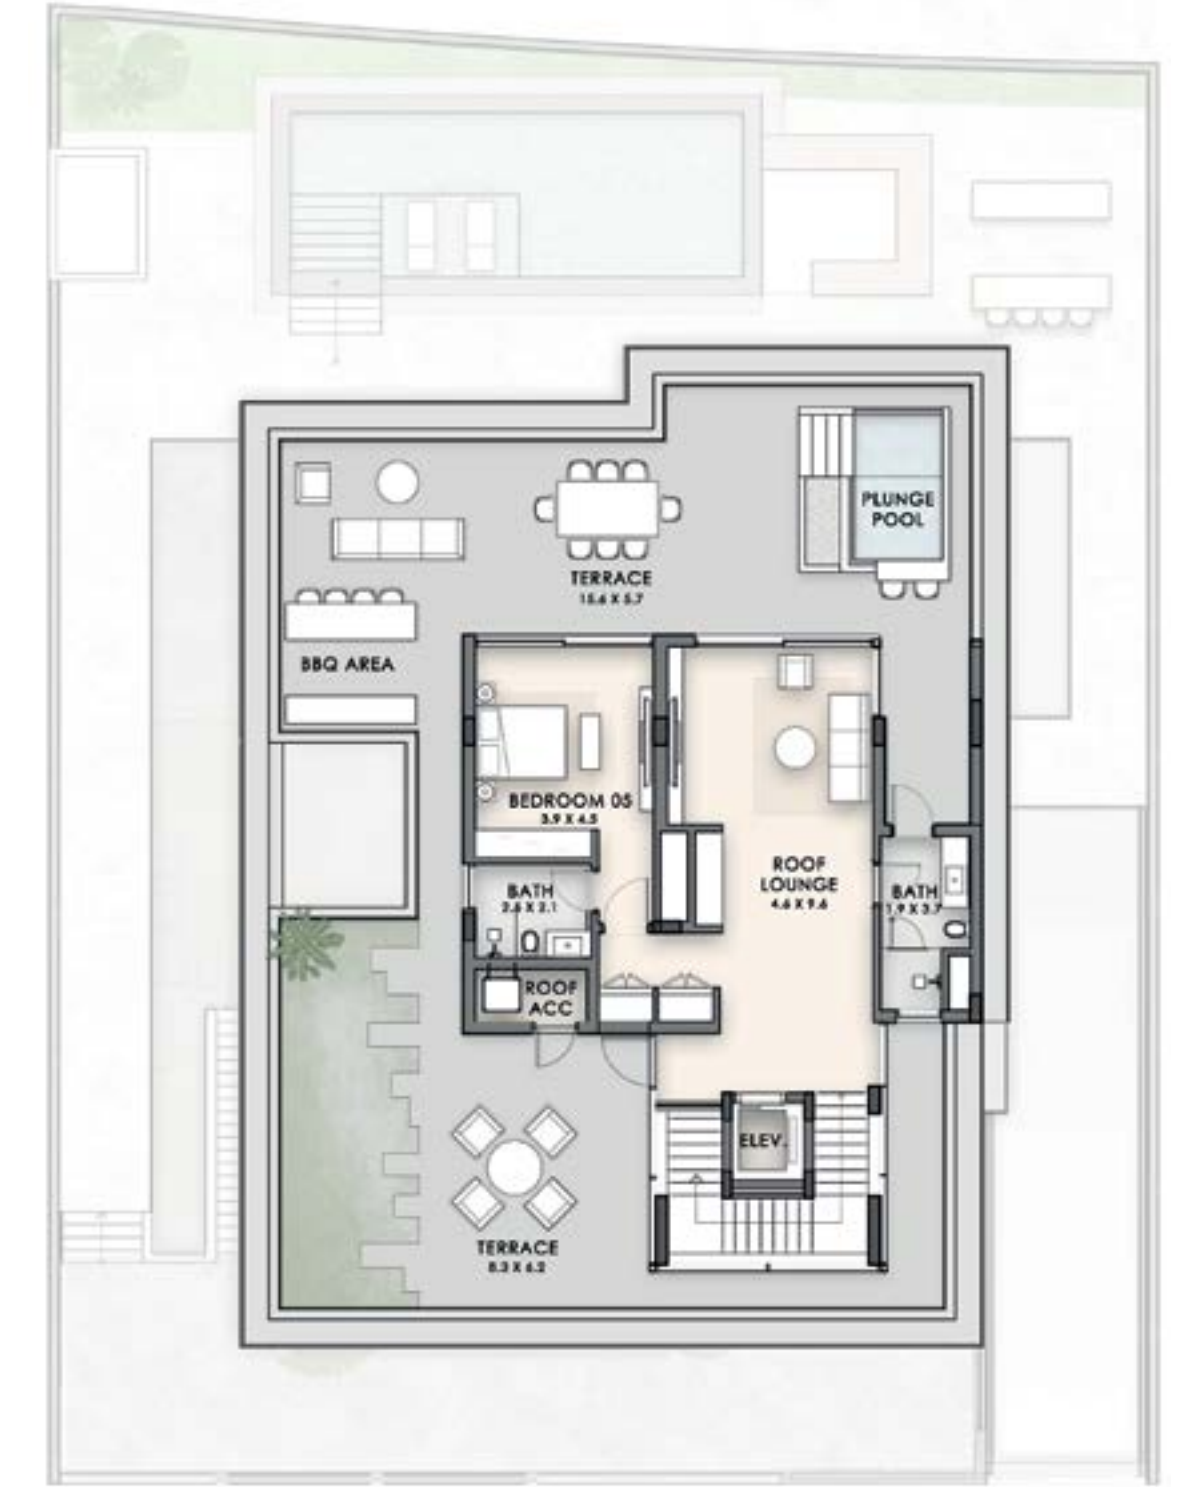 PLUNGE
POOL
TERRACE
15.6 X 5.7
BBQ AREA
BEDROOM 05
3.9 X 4.5
ROOF
LOUNGE
4.6 X 9.6
BATH
2.6 X 2.1
BATH
1.9 X 3.7
ROOF
ACC
ELEV.
TERRACE
8.3 X 6.2